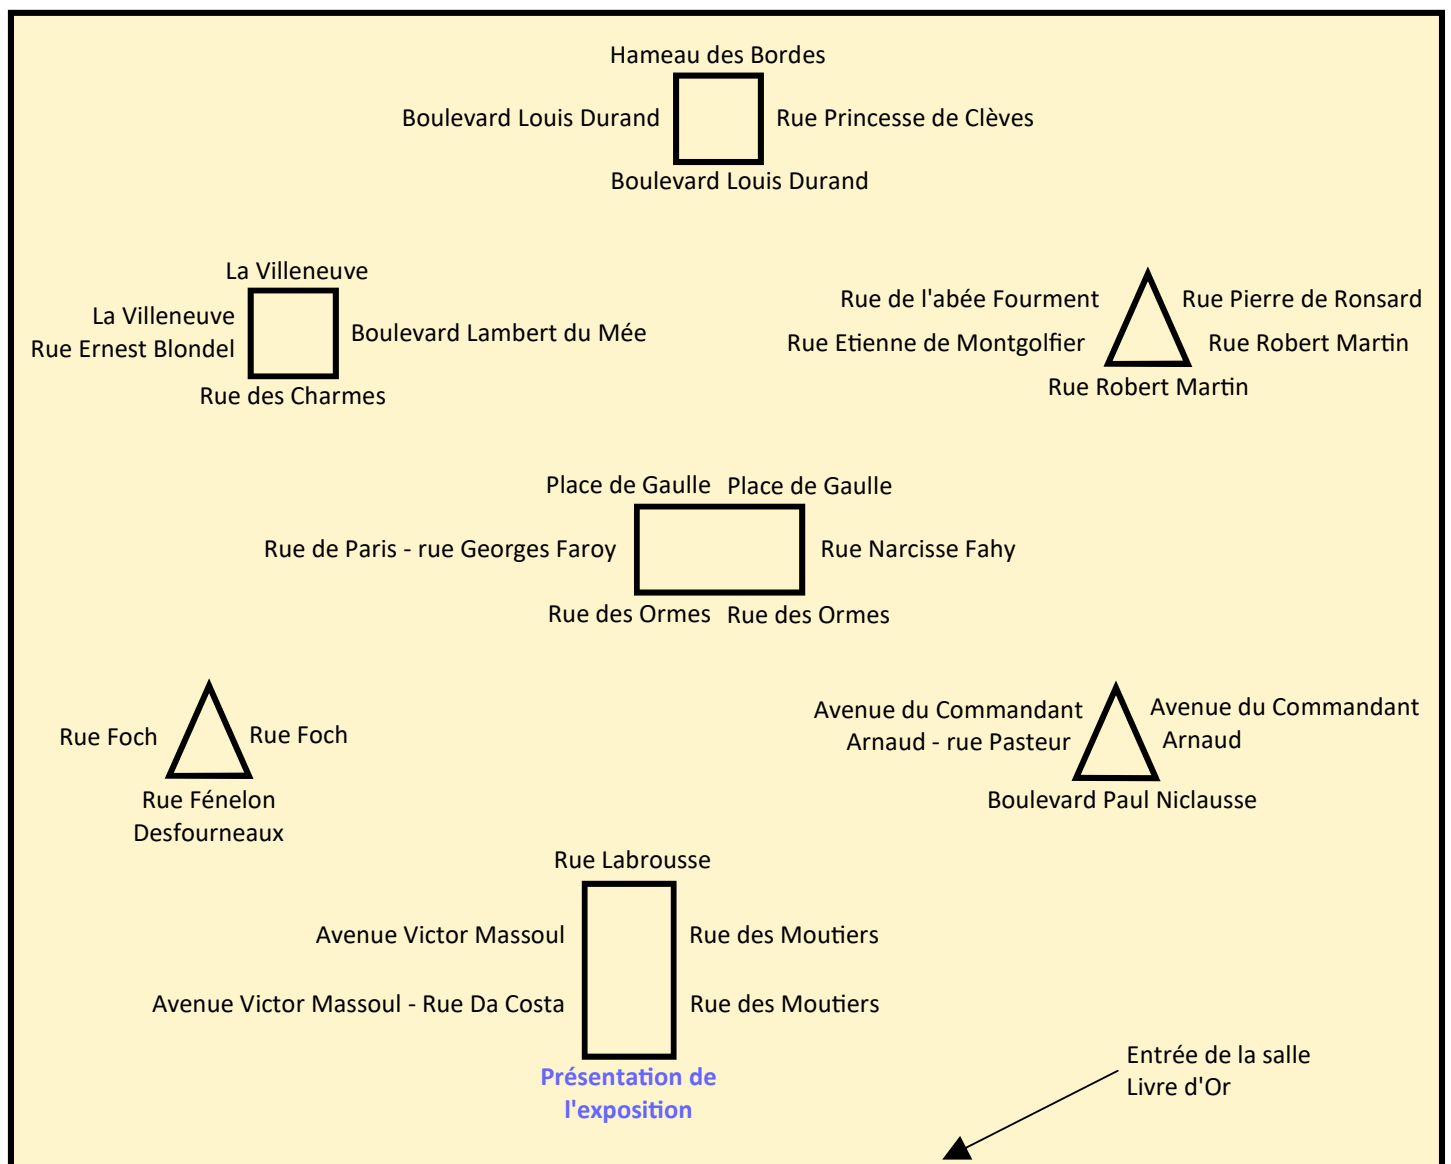 Hameau des Bordes
Boulevard Louis Durand
Rue Princesse de Clèves
Boulevard Louis Durand
La Villeneuve
La Villeneuve
Rue Ernest Blondel
Boulevard Lambert du Mée
Rue des Charmes
Rue de l'abée Fourment
Rue Pierre de Ronsard
Rue Etienne de Montgolfier
Rue Robert Martin
Rue Robert Martin
Place de Gaulle
Place de Gaulle
Rue de Paris - rue Georges Faroy
Rue Narcisse Fahy
Rue des Ormes
Rue des Ormes
Rue Foch
Rue Foch
Rue Fénelon
Desfourneaux
Avenue du Commandant
Arnaud - rue Pasteur
Avenue du Commandant
Arnaud
Boulevard Paul Niclausse
Rue Labrousse
Avenue Victor Massoul
Rue des Moutiers
Avenue Victor Massoul - Rue Da Costa
Rue des Moutiers
Présentation de
l'exposition
Entrée de la salle
Livre d'Or